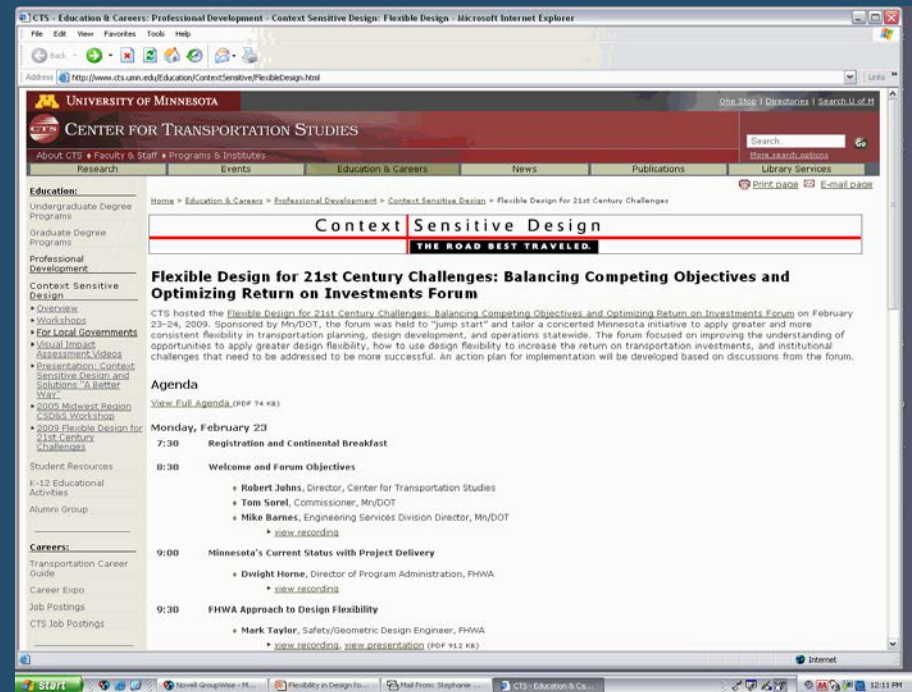 CTS - Education & Careers: Professional Development - Context Sensitive Design: Flexible Design - Microsoft Internet Explorer
File Edit View Favorites Tools Help
Back
Address http://www.cts.umn.edu/Education/ContextSensitive/FlexibleDesign.html Links
UNIVERSITY OF MINNESOTA
One Stop | Directories | Search U of M
CTS CENTER FOR TRANSPORTATION STUDIES
Search... Go
More search options
About CTS Faculty & Staff Programs & Institutes
Research Events Education & Careers News Publications Library Services
Print page E-mail page
Education:
Undergraduate Degree
Programs
Graduate Degree
Programs
Professional
Development
Context Sensitive
Design
Overview
Workshops
For Local Governments
Visual Impact
Assessment Videos
Presentation: Context
Sensitive Design and
Solutions "A Better
Way"
2005 Midwest Region
CSD&S Workshop
2009 Flexible Design for
21st Century
Challenges
Student Resources
K-12 Educational
Activities
Alumni Group
Careers:
Transportation Career
Guide
Career Expo
Job Postings
CTS Job Postings
Home > Education & Careers > Professional Development > Context Sensitive Design > Flexible Design for 21st Century Challenges
Context Sensitive Design
THE ROAD BEST TRAVELED.
Flexible Design for 21st Century Challenges: Balancing Competing Objectives and
Optimizing Return on Investments Forum
CTS hosted the Flexible Design for 21st Century Challenges: Balancing Competing Objectives and Optimizing Return on Investments Forum on February
23-24, 2009. Sponsored by Mn/DOT, the forum was held to "jump start" and tailor a concerted Minnesota initiative to apply greater and more
consistent flexibility in transportation planning, design development, and operations statewide. The forum focused on improving the understanding of
opportunities to apply greater design flexibility, how to use design flexibility to increase the return on transportation investments, and institutional
challenges that need to be addressed to be more successful. An action plan for implementation will be developed based on discussions from the forum.
Agenda
View Full Agenda (PDF 74 KB)
Monday, February 23
7:30 Registration and Continental Breakfast
8:30 Welcome and Forum Objectives
Robert Johns, Director, Center for Transportation Studies
Tom Sorel, Commissioner, Mn/DOT
Mike Barnes, Engineering Services Division Director, Mn/DOT
view recording
9:00 Minnesota's Current Status with Project Delivery
Dwight Horne, Director of Program Administration, FHWA
view recording
9:30 FHWA Approach to Design Flexibility
Mark Taylor, Safety/Geometric Design Engineer, FHWA
view recording, view presentation (PDF 912 KB)
Internet
start Novell GroupWise - M... Flexibility in Design fo... Mail From: Stephanie ... CTS - Education & Ca... 12:11 PM